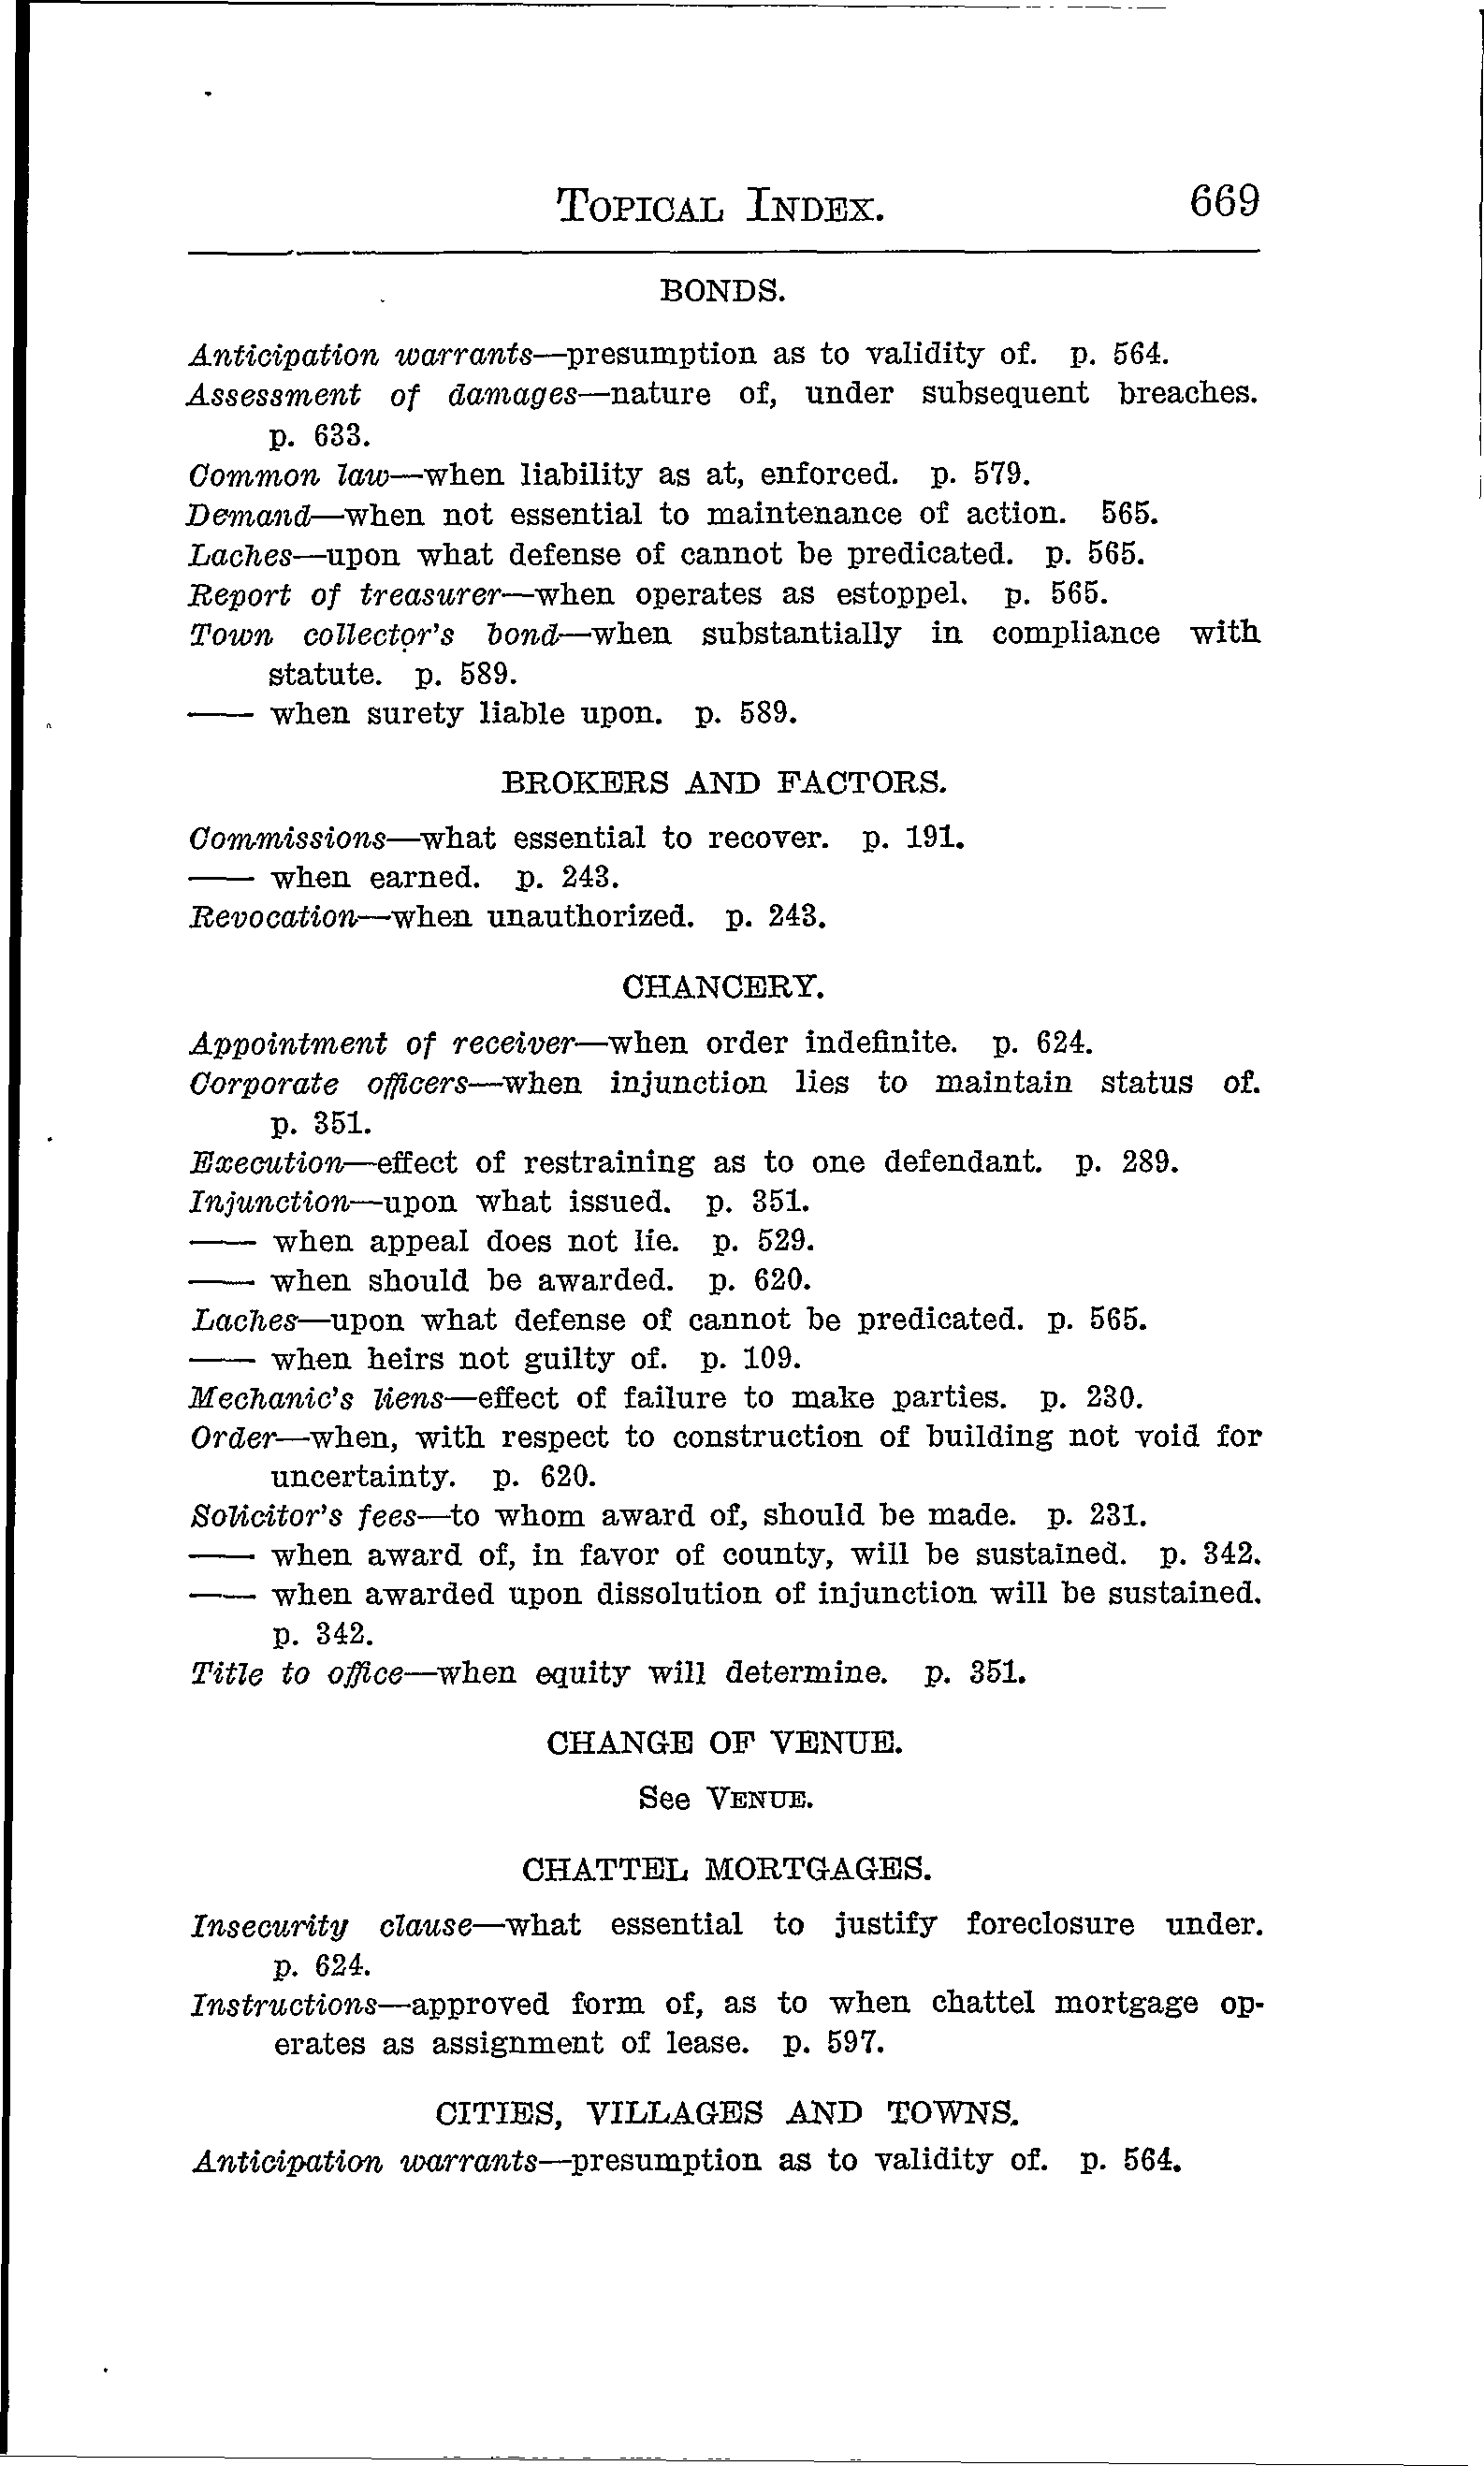 TOPICAL INDEX. 669
BONDS.
Anticipation warrants—presumption as to validity of. p. 564.
Assessment of damages—nature of, under subsequent breaches.
p. 633.
Common law—when liability as at, enforced. p. 579.
Demand—when not essential to maintenance of action. 565.
Laches—upon what defense of cannot be predicated. p. 565.
Report of treasurer—when operates as estoppel. p. 565.
Town collector's bond—when substantially in compliance with
statute. p. 589.
—— when surety liable upon. p. 589.
BROKERS AND FACTORS.
Commissions—what essential to recover. p. 191.
—— when earned. p. 243.
Revocation—when unauthorized. p. 243.
CHANCERY.
Appointment of receiver—when order indefinite. p. 624.
Corporate officers—when injunction lies to maintain status of.
p. 351.
Execution—effect of restraining as to one defendant. p. 289.
Injunction—upon what issued. p. 351.
—— when appeal does not lie. p. 529.
—— when should be awarded. p. 620.
Laches—upon what defense of cannot be predicated. p. 565.
—— when heirs not guilty of. p. 109.
Mechanic's liens—effect of failure to make parties. p. 230.
Order—when, with respect to construction of building not void for
uncertainty. p. 620.
Solicitor's fees—to whom award of, should be made. p. 231.
—— when award of, in favor of county, will be sustained. p. 342.
—— when awarded upon dissolution of injunction will be sustained.
p. 342.
Title to office—when equity will determine. p. 351.
CHANGE OF VENUE.
See VENUE.
CHATTEL MORTGAGES.
Insecurity clause—what essential to justify foreclosure under.
p. 624.
Instructions—approved form of, as to when chattel mortgage op-
erates as assignment of lease. p. 597.
CITIES, VILLAGES AND TOWNS.
Anticipation warrants—presumption as to validity of. p. 564.